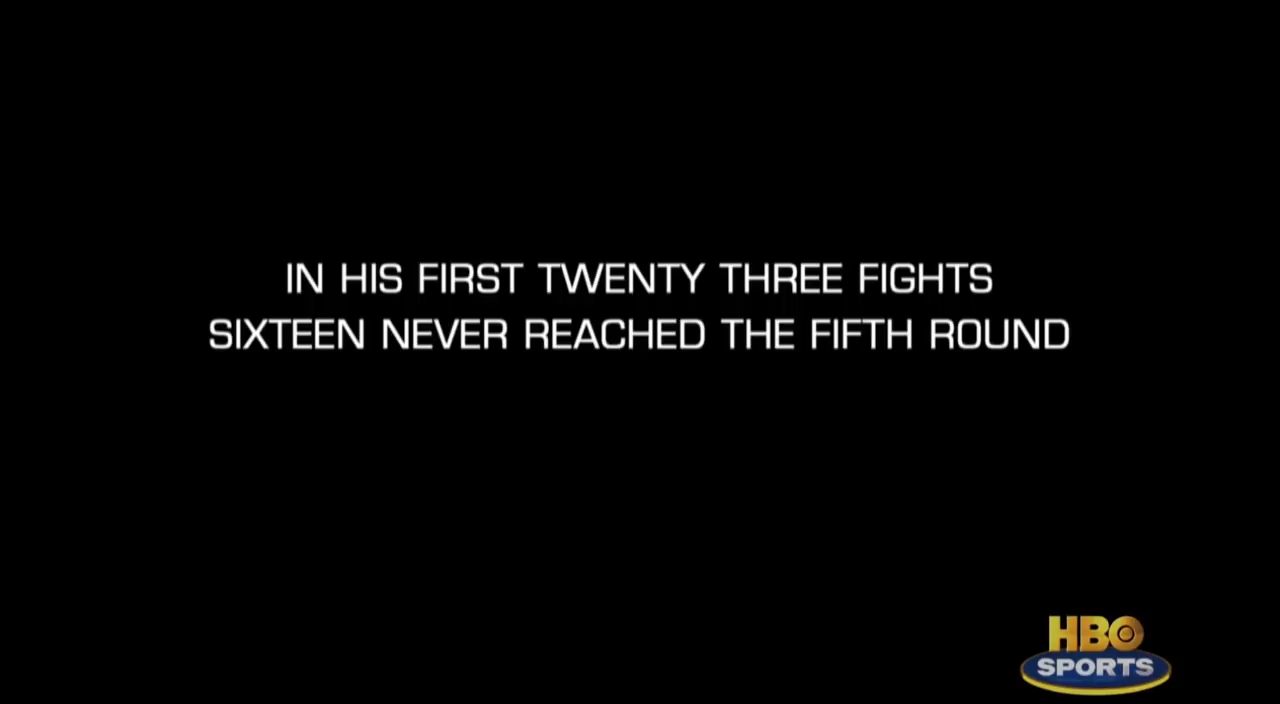 IN HIS FIRST TWENTY THREE FIGHTS
SIXTEEN NEVER REACHED THE FIFTH ROUND
HBO
SPORTS